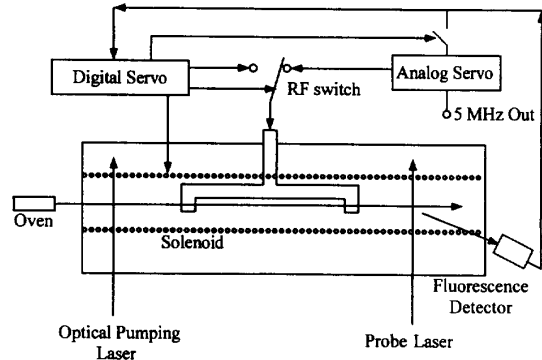 Digital Servo
RF switch
Analog Servo
5 MHz Out
Oven
Solenoid
Fluorescence
Detector
Optical Pumping
Laser
Probe Laser